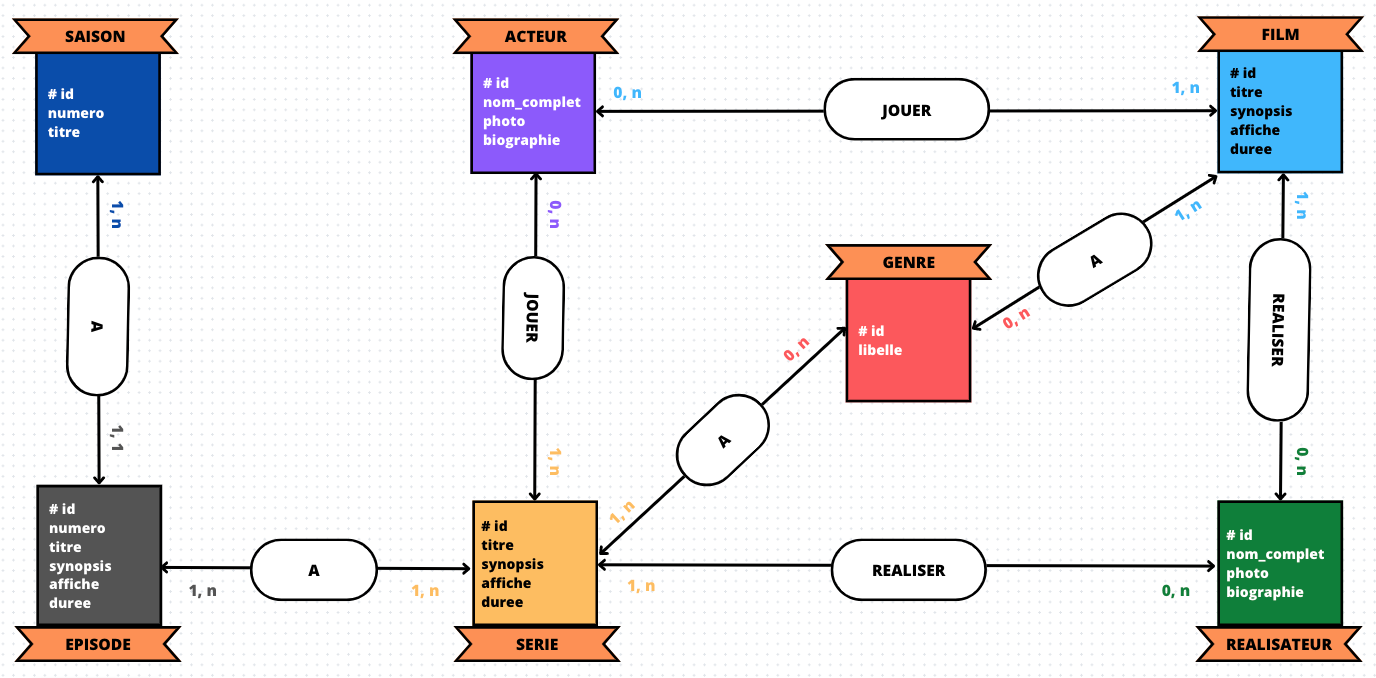 SAISON
# id
numero
titre
1, n
A
1, 1
# id
numero
titre
synopsis
affiche
duree
EPISODE
1, n
A
1, n
ACTEUR
# id
nom_complet
photo
biographie
0, n
JOUER
1, n
# id
titre
synopsis
affiche
duree
SERIE
0, n
JOUER
1, n
FILM
# id
titre
synopsis
affiche
duree
GENRE
# id
libelle
0, n
A
1, n
0, n
A
1, n
1, n
REALISER
0, n
1, n
REALISER
0, n
# id
nom_complet
photo
biographie
REALISATEUR